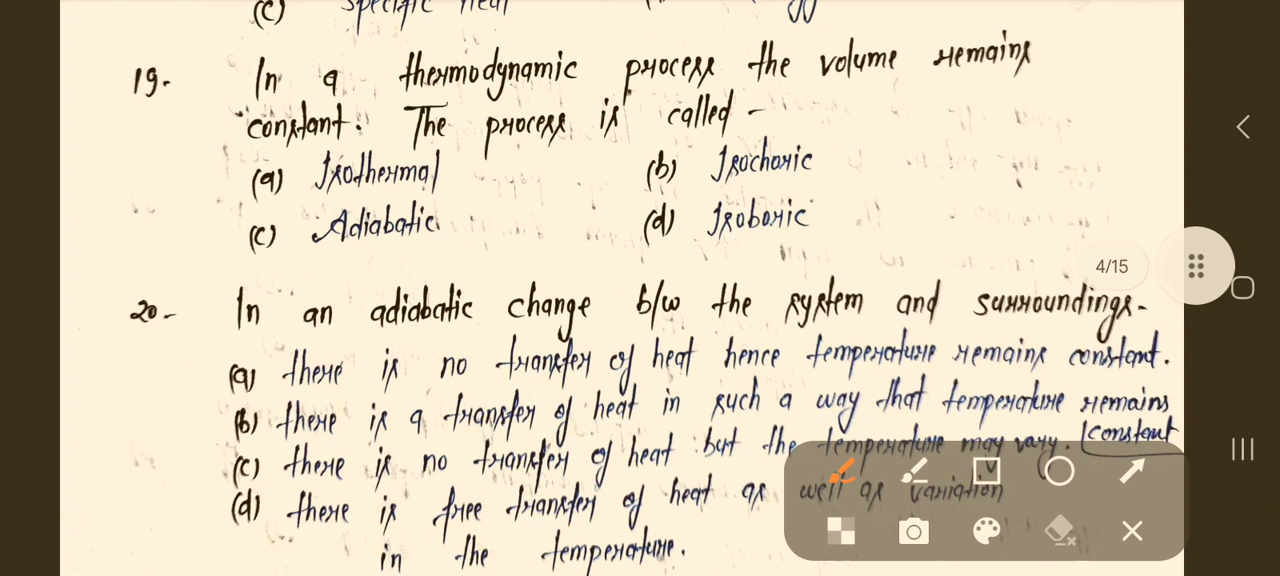 (c) specific heat
19- In a thermodynamic process the volume remains
constant. The process is called -
(a) Isothermal (b) Isochoric
(c) Adiabatic (d) Isoboric
4/15
20- In an adiabatic change b/w the system and surroundings-
(a) there is no transfer of heat hence temperature remains constant.
(b) there is a transfer of heat in such a way that temperature remains
constant
(c) there is no transfer of heat but the temperature may vary.
(d) there is free transfer of heat as well as variation
in the temperature.